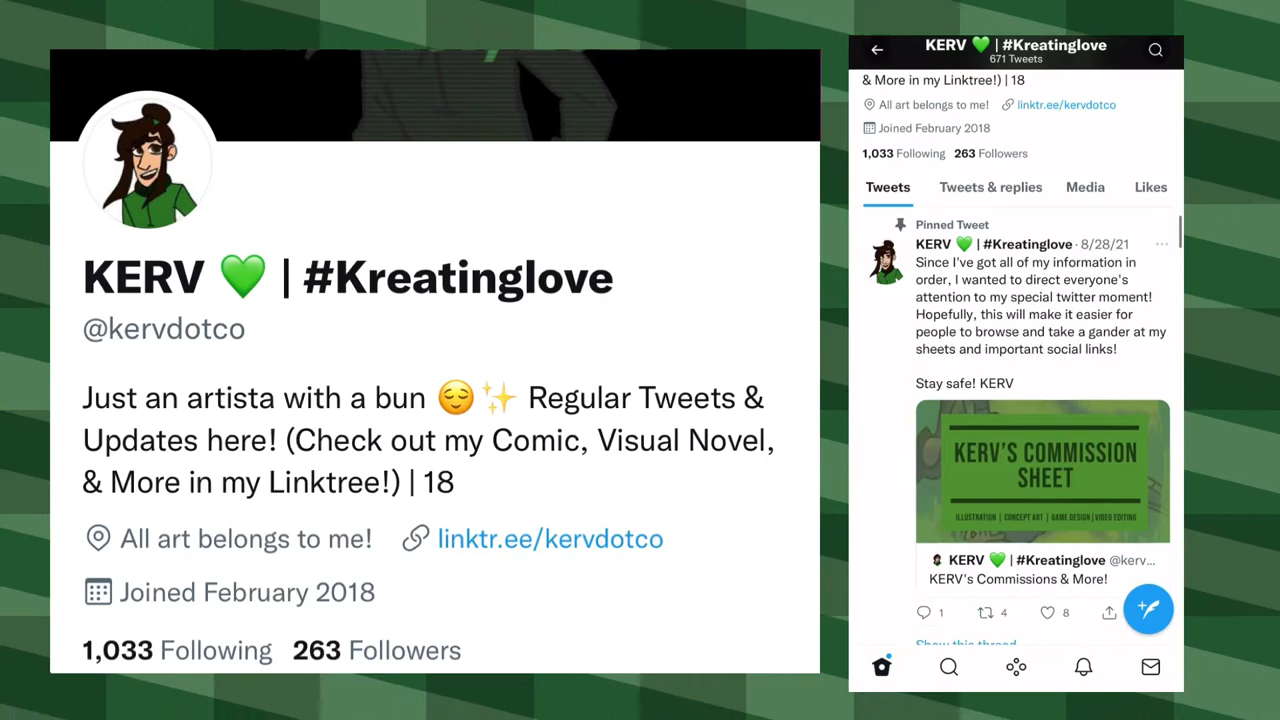 KERV 💚 | #Kreatinglove
@kervdotco
Just an artista with a bun 😌✨ Regular Tweets &
Updates here! (Check out my Comic, Visual Novel,
& More in my Linktree!) | 18
All art belongs to me! linktr.ee/kervdotco
Joined February 2018
1,033 Following 263 Followers
KERV 💚 | #Kreatinglove
671 Tweets
& More in my Linktree!) | 18
All art belongs to me! linktr.ee/kervdotco
Joined February 2018
1,033 Following 263 Followers
Tweets Tweets & replies Media Likes
Pinned Tweet
KERV 💚 | #Kreatinglove · 8/28/21 ...
Since I've got all of my information in
order, I wanted to direct everyone's
attention to my special twitter moment!
Hopefully, this will make it easier for
people to browse and take a gander at my
sheets and important social links!
Stay safe! KERV
KERV'S COMMISSION
SHEET
ILLUSTRATION | CONCEPT ART | GAME DESIGN | VIDEO EDITING
KERV 💚 | #Kreatinglove @kerv...
KERV's Commissions & More!
1 4 8
Show this thread